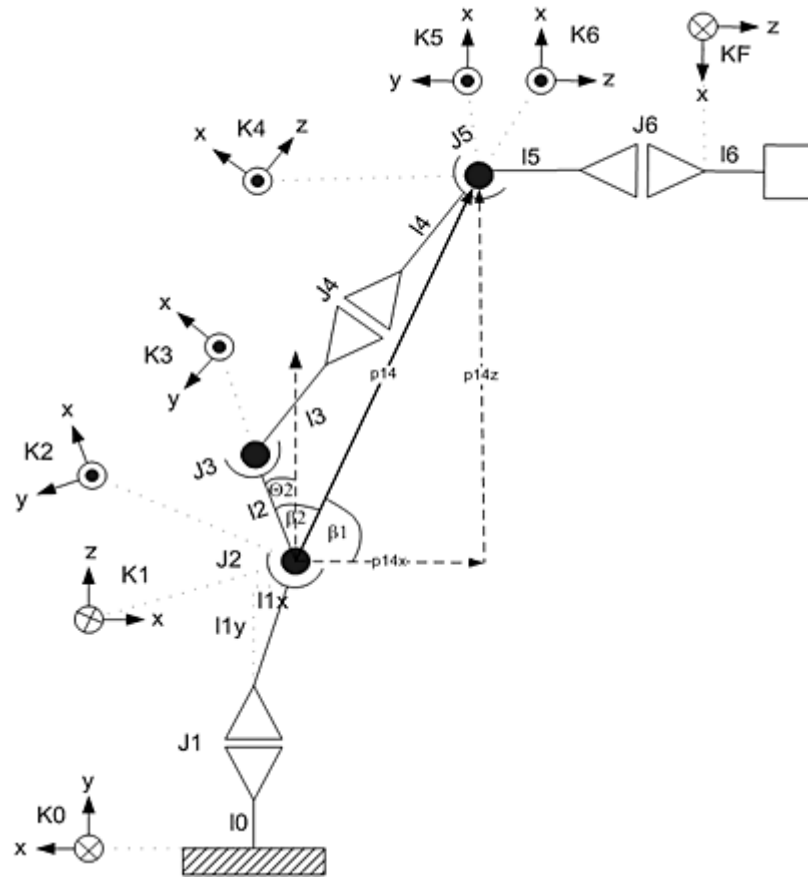 x
x
K5
K6
y
z
z
KF
x
J5
J6
l5
l6
x
K4
z
l4
J4
x
K3
y
p14
p14z
l3
x
K2
y
J3
Θ2
l2
β2
β1
J2
p14x
z
K1
x
l1x
l1y
J1
y
K0
x
l0